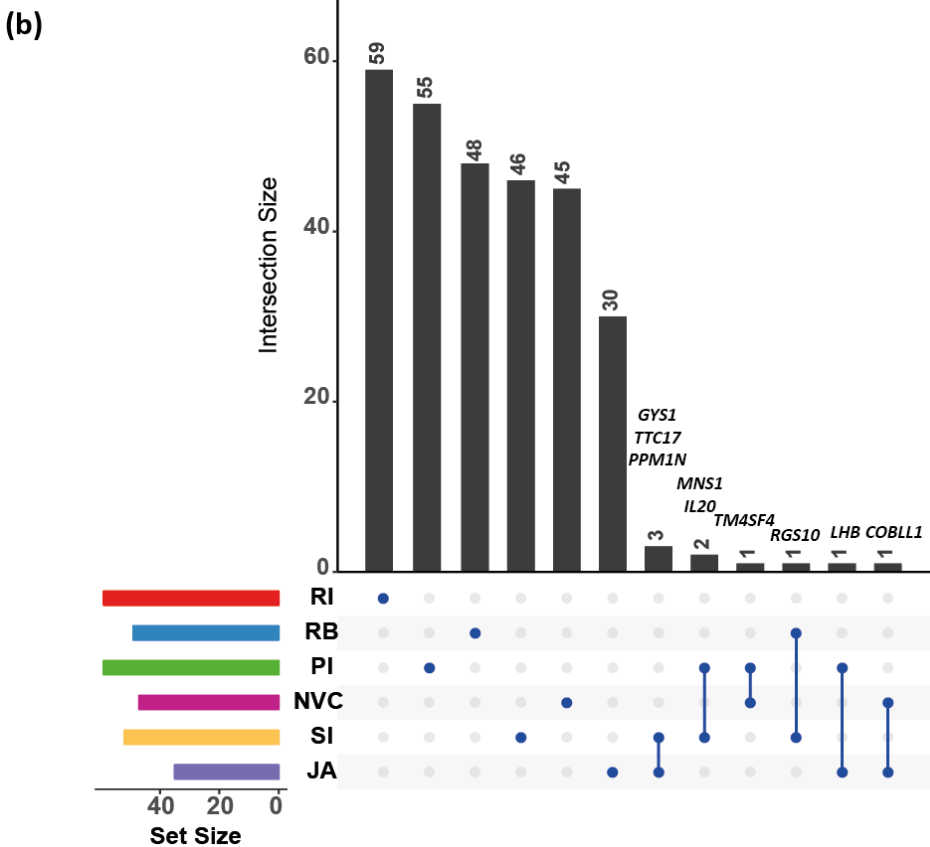 (b)
Intersection Size
60
40
20
0
59
55
48
46
45
30
3
2
1
1
1
1
GYS1
TTC17
PPM1N
MNS1
IL20
TM4SF4
RGS10
LHB COBLL1
RI
RB
PI
NVC
SI
JA
40 20 0
Set Size